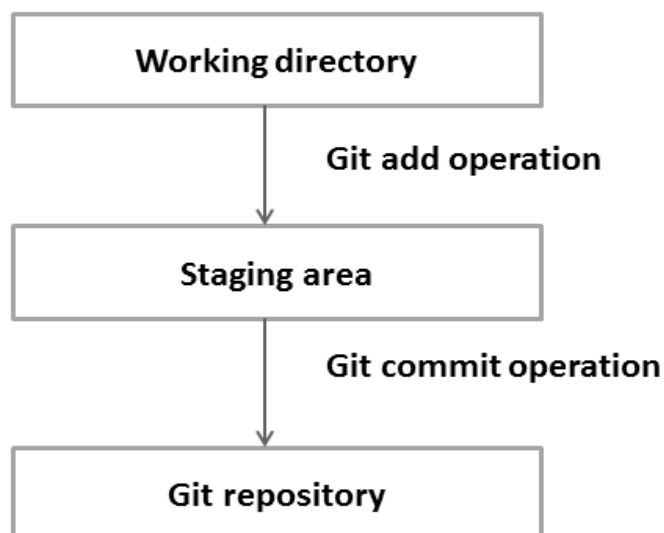 Working directory
Git add operation
Staging area
Git commit operation
Git repository